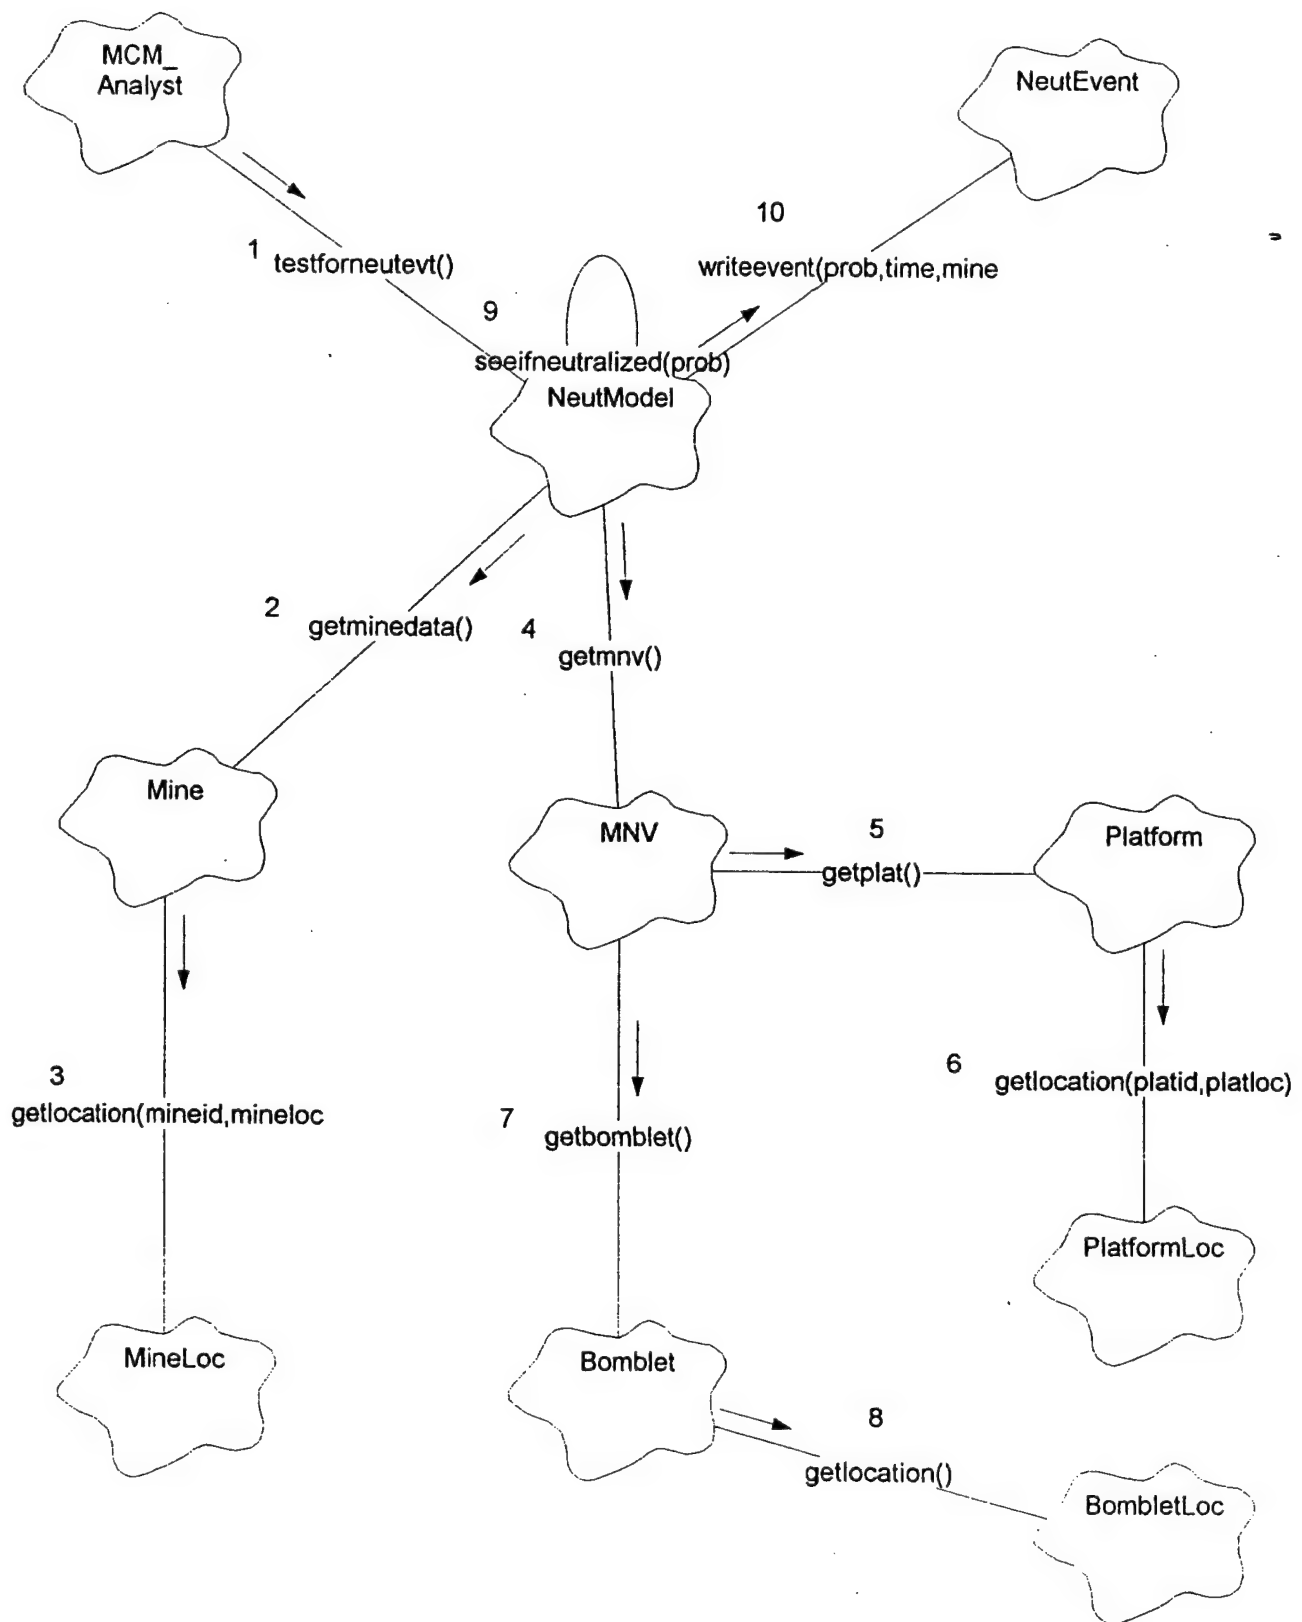 MCM_
Analyst
NeutEvent
10
1
testforneutevt()
writeevent(prob,time,mine
9
seeifneutralized(prob)
NeutModel
2
getminedata()
4
getmnv()
Mine
MNV
5
Platform
getplat()
3
getlocation(mineid,mineloc
6
getlocation(platid,platloc)
7
getbomblet()
PlatformLoc
MineLoc
Bomblet
8
getlocation()
BombletLoc